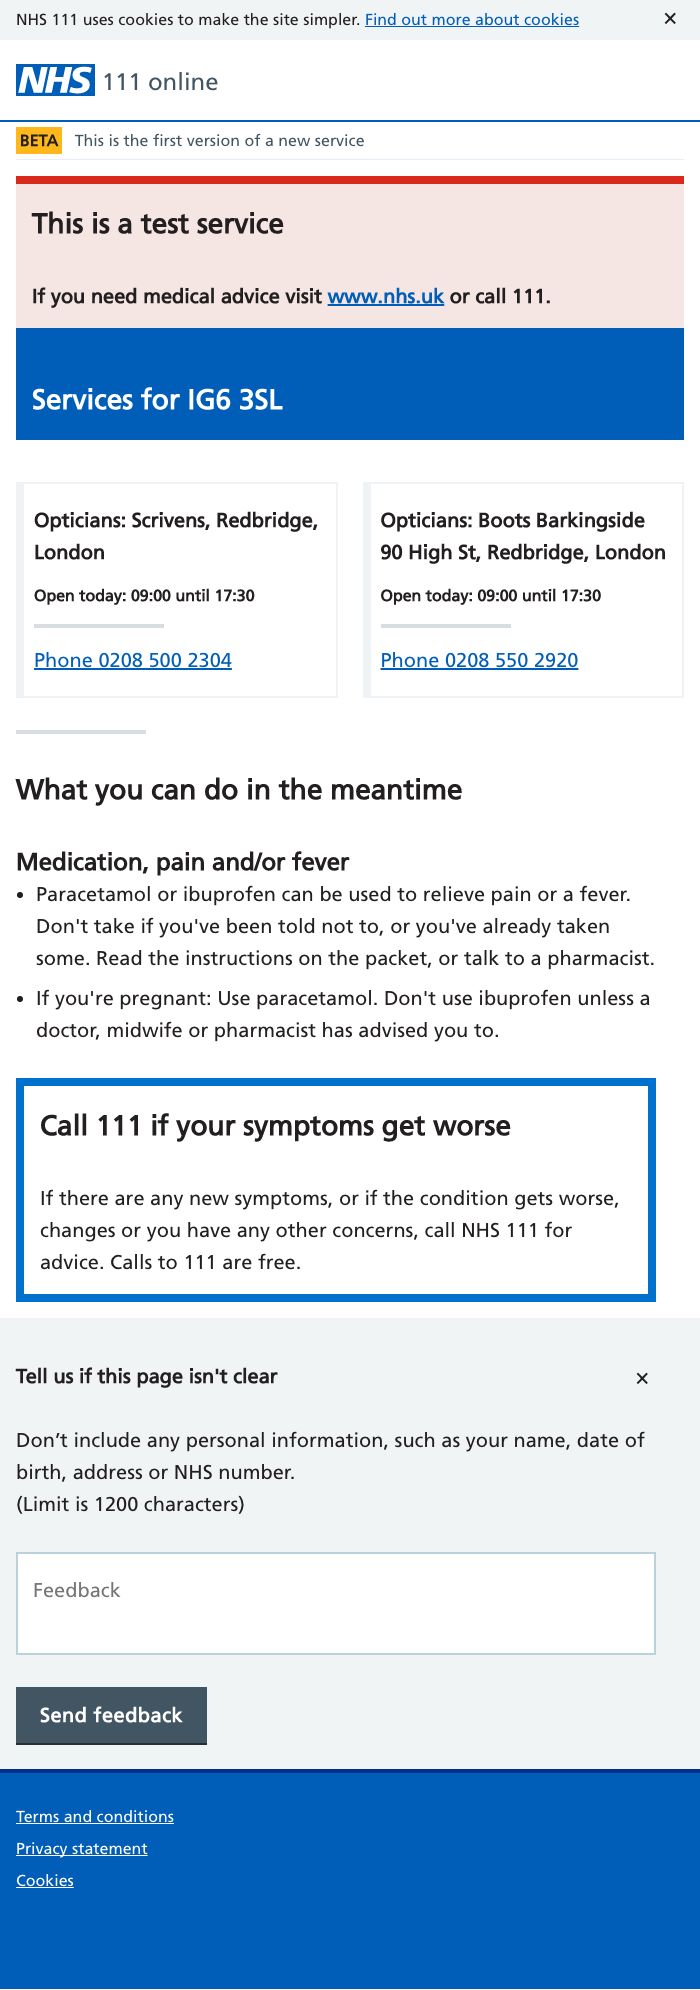 NHS 111 uses cookies to make the site simpler. Find out more about cookies ✕
NHS 111 online
BETA This is the first version of a new service
This is a test service
If you need medical advice visit www.nhs.uk or call 111.
Services for IG6 3SL
Opticians: Scrivens, Redbridge,
London
Open today: 09:00 until 17:30
Phone 0208 500 2304
Opticians: Boots Barkingside
90 High St, Redbridge, London
Open today: 09:00 until 17:30
Phone 0208 550 2920
What you can do in the meantime
Medication, pain and/or fever
• Paracetamol or ibuprofen can be used to relieve pain or a fever.
Don't take if you've been told not to, or you've already taken
some. Read the instructions on the packet, or talk to a pharmacist.
• If you're pregnant: Use paracetamol. Don't use ibuprofen unless a
doctor, midwife or pharmacist has advised you to.
Call 111 if your symptoms get worse
If there are any new symptoms, or if the condition gets worse,
changes or you have any other concerns, call NHS 111 for
advice. Calls to 111 are free.
Tell us if this page isn't clear ✕
Don’t include any personal information, such as your name, date of
birth, address or NHS number.
(Limit is 1200 characters)
Feedback
Send feedback
Terms and conditions
Privacy statement
Cookies